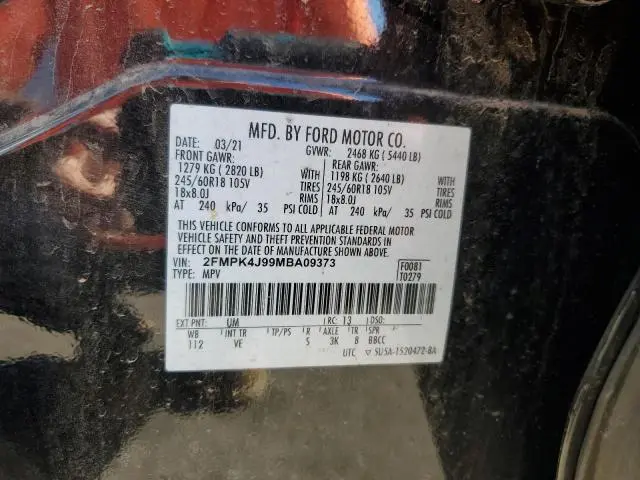 MFD. BY FORD MOTOR CO.
DATE: 03/21 GVWR: 2468 KG ( 5440 LB)
FRONT GAWR: REAR GAWR:
1279 KG ( 2820 LB) WITH 1198 KG ( 2640 LB) WITH
245/60R18 105V TIRES 245/60R18 105V TIRES
18x8.0J RIMS 18x8.0J RIMS
AT 240 kPa/ 35 PSI COLD AT 240 kPa/ 35 PSI COLD
THIS VEHICLE CONFORMS TO ALL APPLICABLE FEDERAL MOTOR
VEHICLE SAFETY AND THEFT PREVENTION STANDARDS IN
EFFECT ON THE DATE OF MANUFACTURE SHOWN ABOVE.
VIN: 2FMPK4J99MBA09373 F0081
TYPE: MPV T0279
EXT PNT: UM RC: 13 DSO:
WB INT TR TP/PS R AXLE TR SPR
112 VE S 3K 8 BBCC
UTC ▽ 5U5A-1520472-BA